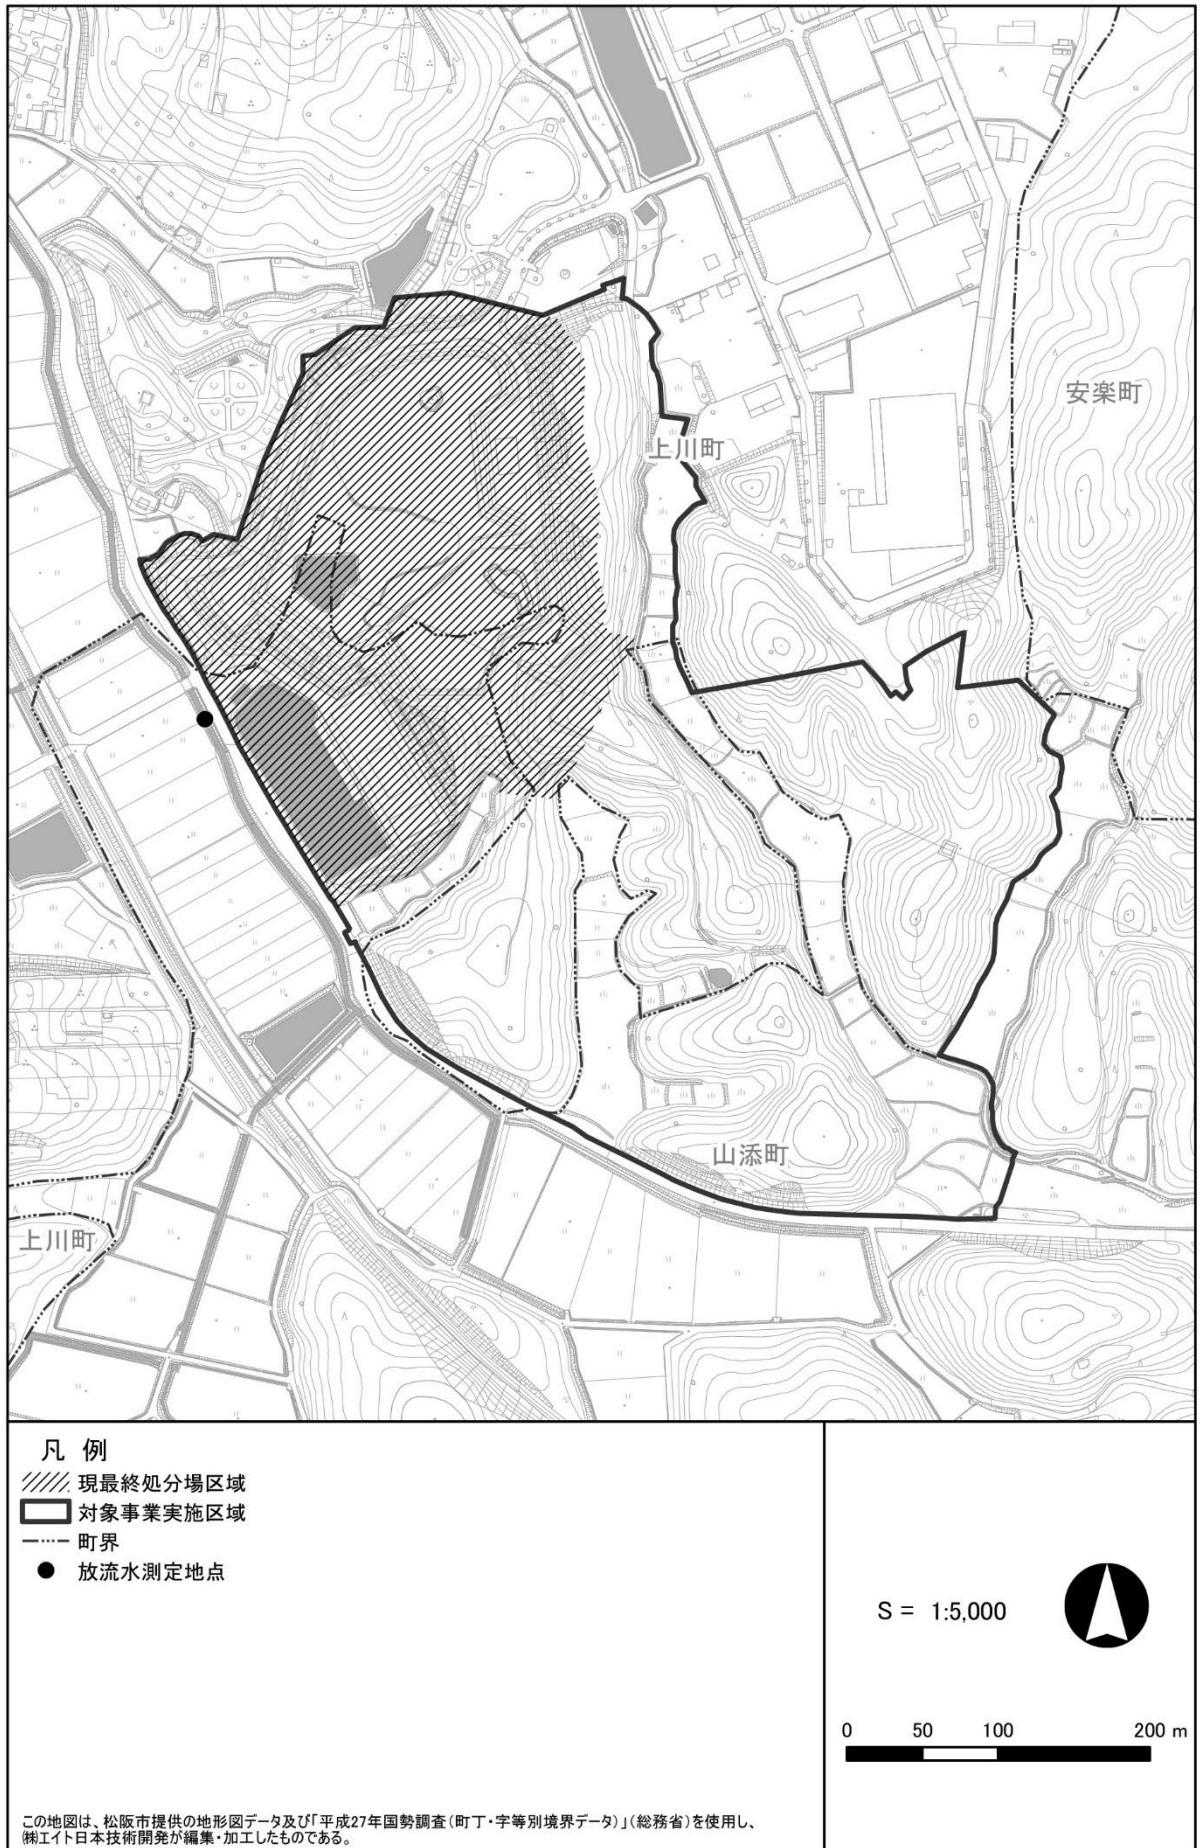 安楽町
上川町
山添町
上川町
凡 例
現最終処分場区域
対象事業実施区域
町界
放流水測定地点
S = 1:5,000
0 50 100 200 m
この地図は、松阪市提供の地形図データ及び「平成27年国勢調査(町丁・字等別境界データ)」(総務省)を使用し、
㈱エイト日本技術開発が編集・加工したものである。